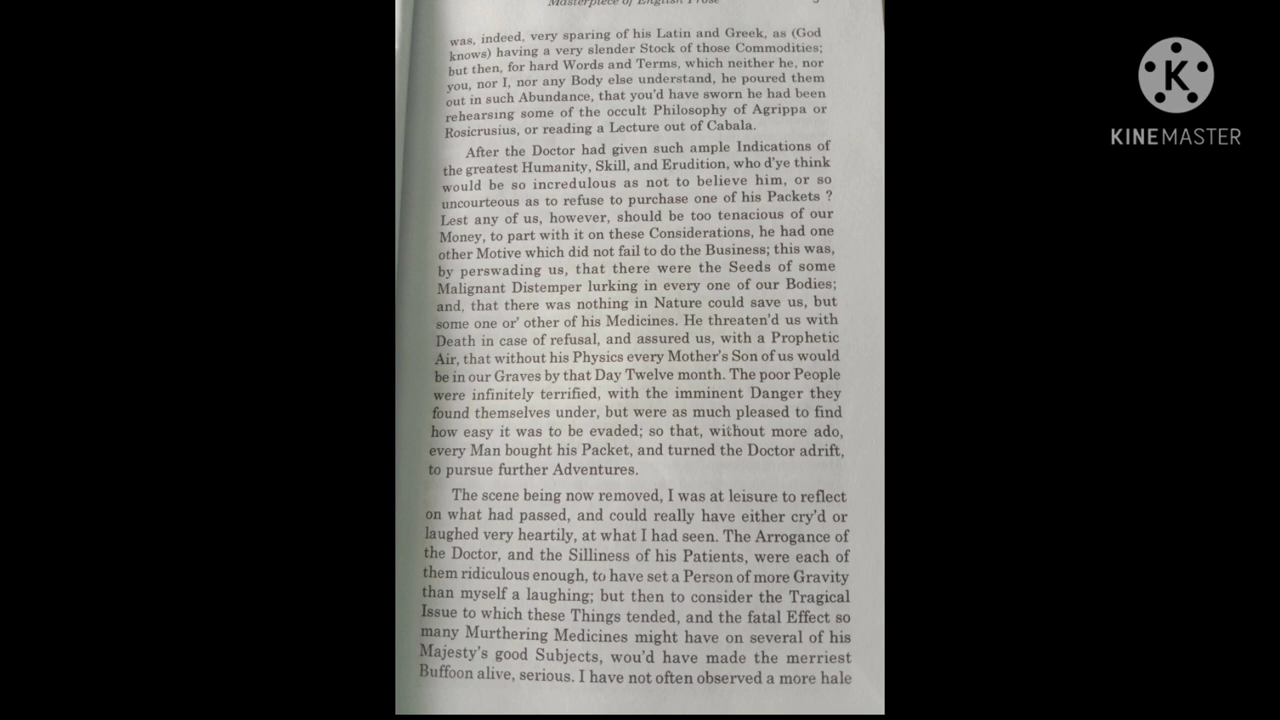 Masterpiece of English Prose
was, indeed, very sparing of his Latin and Greek, as (God
knows) having a very slender Stock of those Commodities;
but then, for hard Words and Terms, which neither he, nor
you, nor I, nor any Body else understand, he poured them
out in such Abundance, that you'd have sworn he had been
rehearsing some of the occult Philosophy of Agrippa or
Rosicrusius, or reading a Lecture out of Cabala.
After the Doctor had given such ample Indications of
the greatest Humanity, Skill, and Erudition, who d'ye think
would be so incredulous as not to believe him, or so
uncourteous as to refuse to purchase one of his Packets ?
Lest any of us, however, should be too tenacious of our
Money, to part with it on these Considerations, he had one
other Motive which did not fail to do the Business; this was,
by perswading us, that there were the Seeds of some
Malignant Distemper lurking in every one of our Bodies;
and, that there was nothing in Nature could save us, but
some one or' other of his Medicines. He threaten'd us with
Death in case of refusal, and assured us, with a Prophetic
Air, that without his Physics every Mother's Son of us would
be in our Graves by that Day Twelve month. The poor People
were infinitely terrified, with the imminent Danger they
found themselves under, but were as much pleased to find
how easy it was to be evaded; so that, without more ado,
every Man bought his Packet, and turned the Doctor adrift,
to pursue further Adventures.
The scene being now removed, I was at leisure to reflect
on what had passed, and could really have either cry'd or
laughed very heartily, at what I had seen. The Arrogance of
the Doctor, and the Silliness of his Patients, were each of
them ridiculous enough, to have set a Person of more Gravity
than myself a laughing; but then to consider the Tragical
Issue to which these Things tended, and the fatal Effect so
many Murthering Medicines might have on several of his
Majesty's good Subjects, wou'd have made the merriest
Buffoon alive, serious. I have not often observed a more hale
K
KINEMASTER